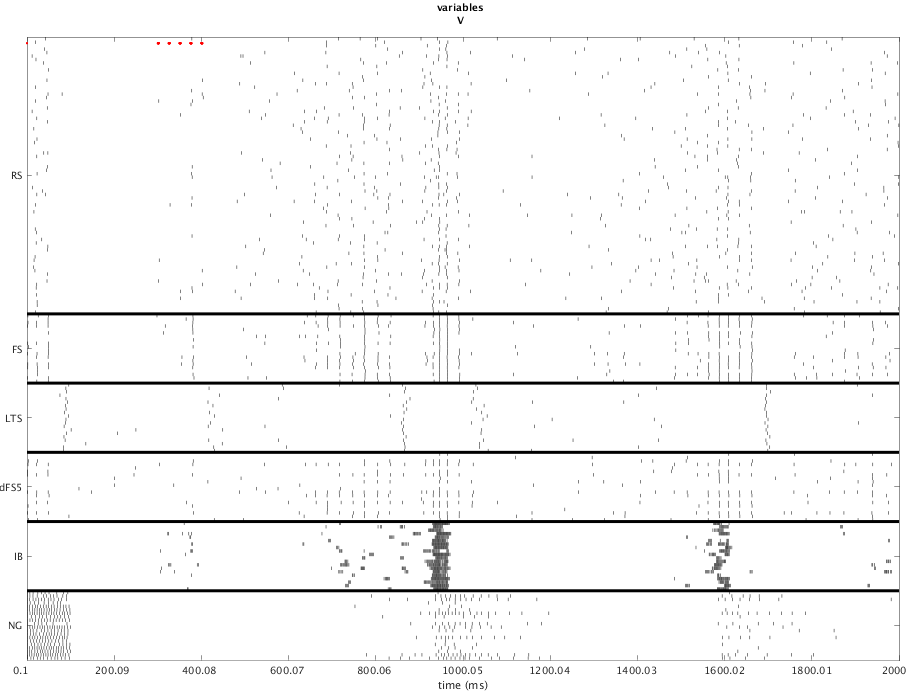 variables
V
RS
FS
LTS
dFS5
IB
NG
0.1
200.09
400.08
600.07
800.06
1000.05
1200.04
1400.03
1600.02
1800.01
2000
time (ms)